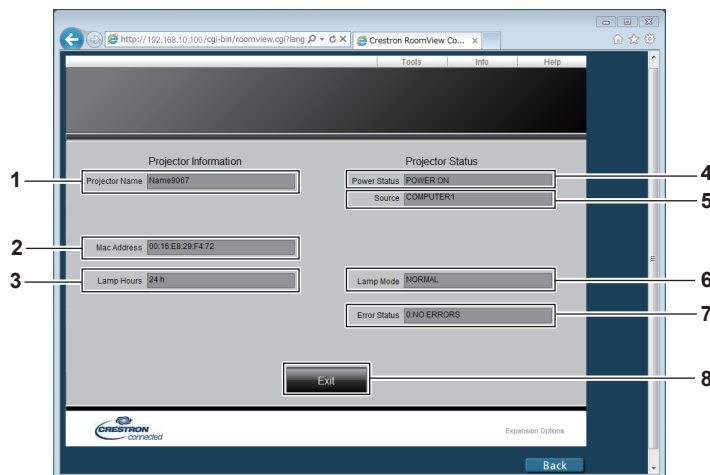 http://192.168.10.100/cgi-bin/roomview.cgi?lang
Crestron RoomView Co...
Tools Info Help
Projector Information Projector Status
1 Projector Name Name9067 Power Status POWER ON 4
Source COMPUTER1 5
2 Mac Address 00:16:E8:29:F4:72
3 Lamp Hours 24 h Lamp Mode NORMAL 6
Error Status 0:NO ERRORS 7
Exit 8
CRESTRON
connected
Expansion Options
Back